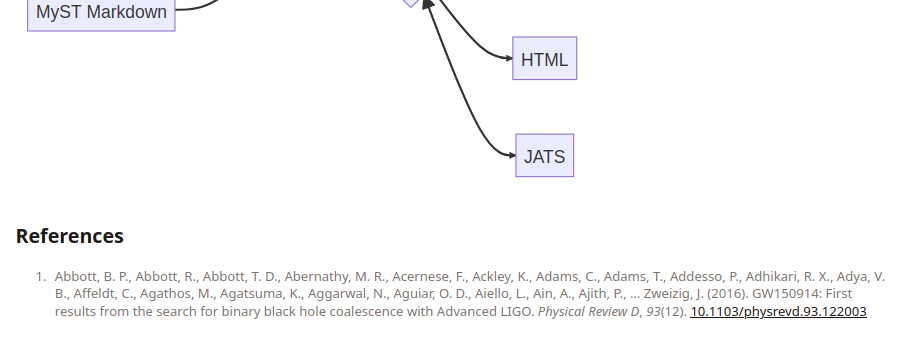 MyST Markdown
HTML
JATS
References
1. Abbott, B. P., Abbott, R., Abbott, T. D., Abernathy, M. R., Acernese, F., Ackley, K., Adams, C., Adams, T., Addesso, P., Adhikari, R. X., Adya, V.
B., Affeldt, C., Agathos, M., Agatsuma, K., Aggarwal, N., Aguiar, O. D., Aiello, L., Ain, A., Ajith, P., … Zweizig, J. (2016). GW150914: First
results from the search for binary black hole coalescence with Advanced LIGO. Physical Review D, 93(12). 10.1103/physrevd.93.122003